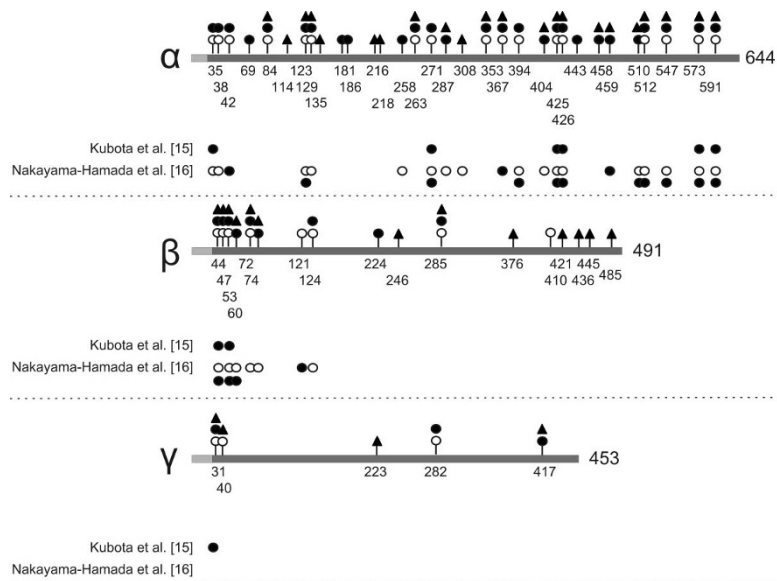 α 644
35 69 84 123 181 216 271 308 353 394 443 458 510 547 573
38 114 129 186 258 287 367 404 459 512 591
42 135 218 263 425
426
Kubota et al. [15]
Nakayama-Hamada et al. [16]
β 491
44 72 121 224 285 376 421 445
47 74 124 246 410 436 485
53
60
Kubota et al. [15]
Nakayama-Hamada et al. [16]
γ 453
31 223 282 417
40
Kubota et al. [15]
Nakayama-Hamada et al. [16]